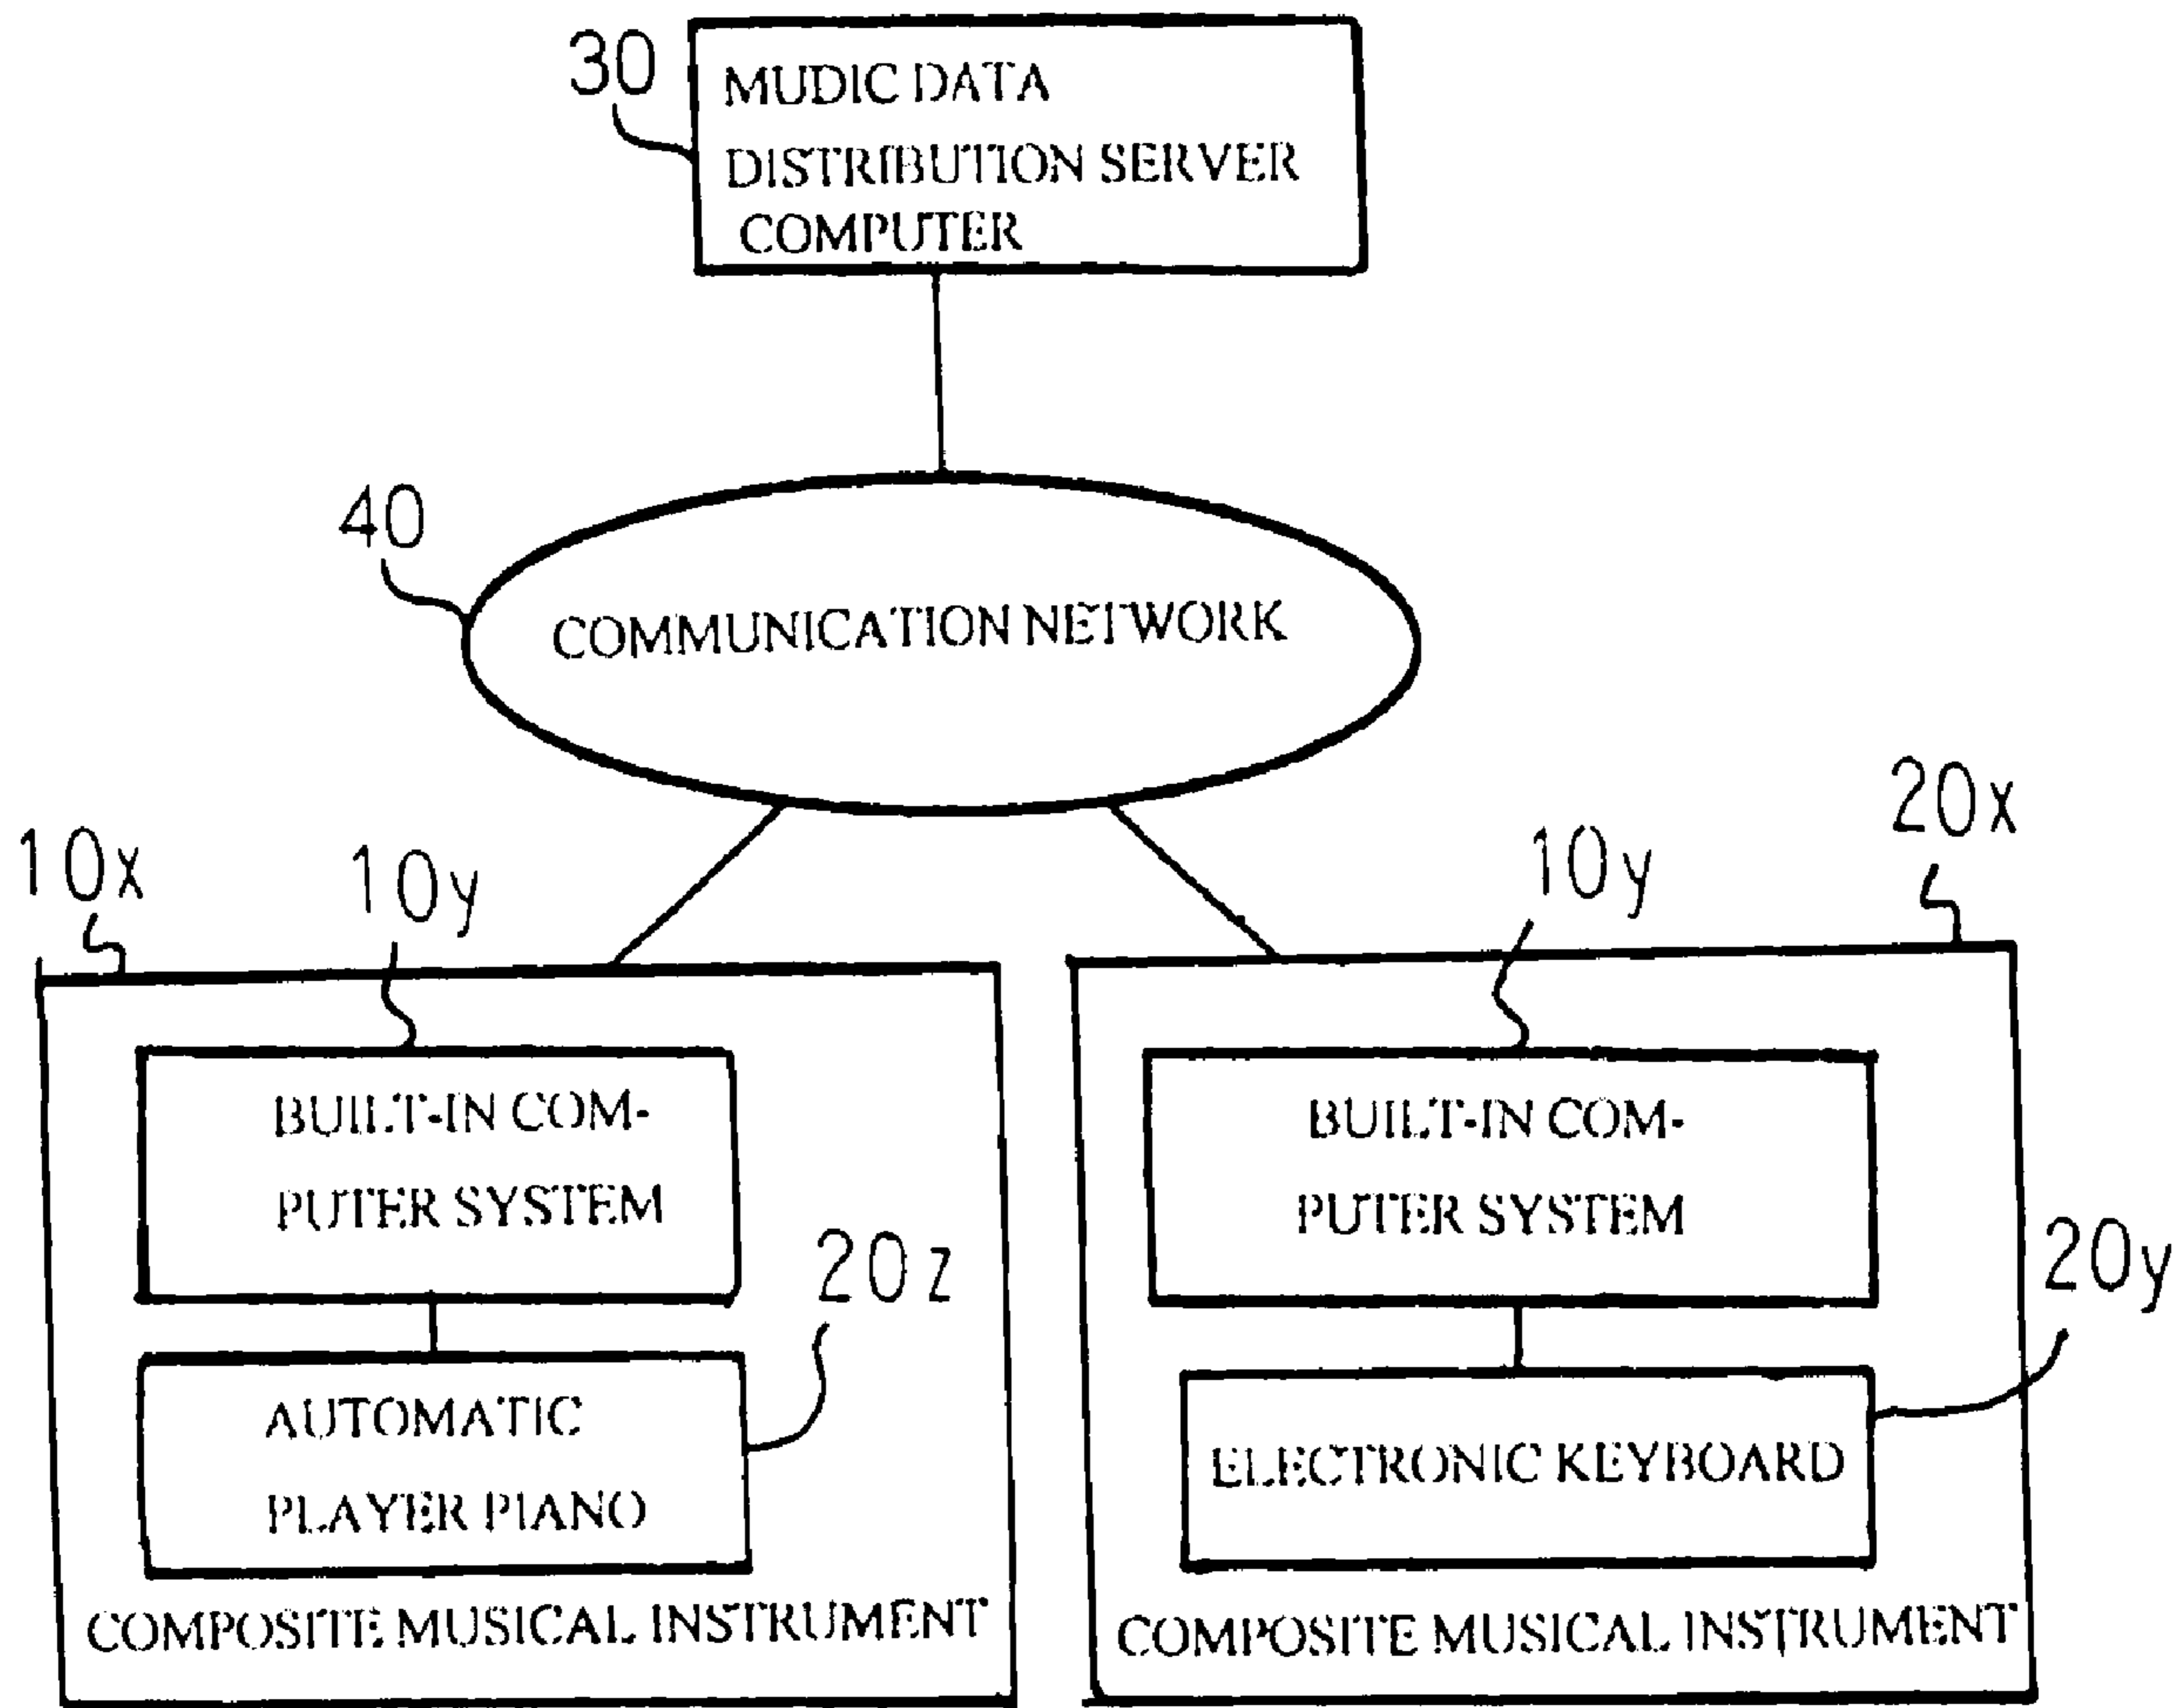 30
MUDIC DATA
DISTRIBUTION SERVER
COMPUTER
40
COMMUNICATION NETWORK
10x
10y
10y
20x
BUILT-IN COM-
PUTER SYSTEM
20z
AUTOMATIC
PLAYER PIANO
COMPOSITE MUSICAL INSTRUMENT
BUILT-IN COM-
PUTER SYSTEM
20y
ELECTRONIC KEYBOARD
COMPOSITE MUSICAL INSTRUMENT